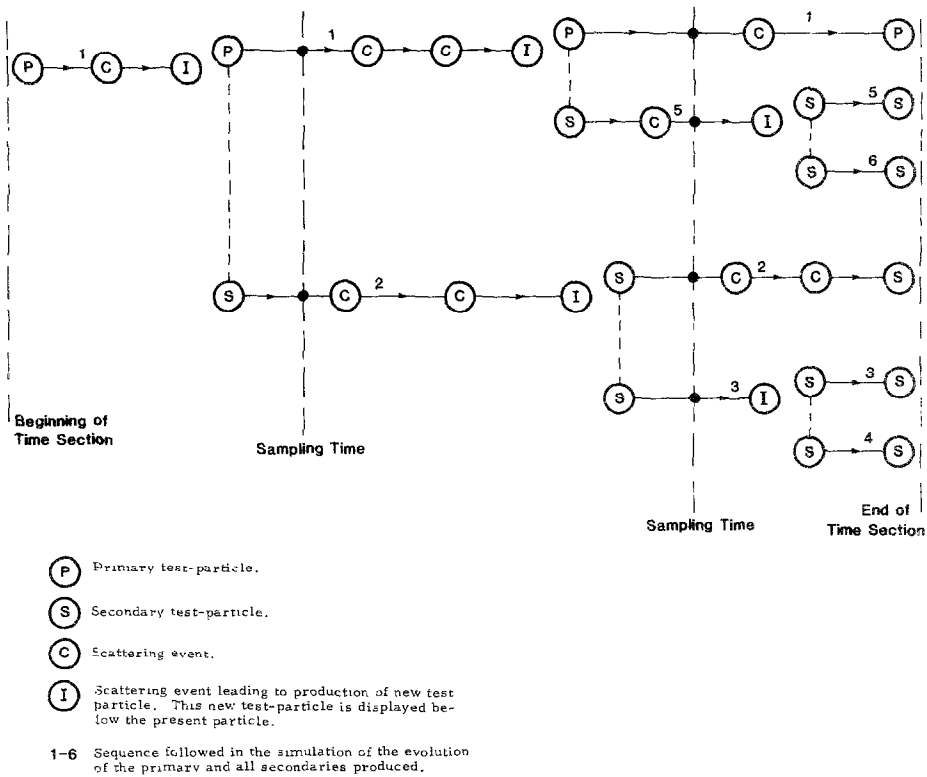 P 1 C I P 1 C C I P C 1 P
S C 5 I S 5 S
S 6 S
S C 2 C I S C 2 C S
S 3 I S 3 S
S 4 S
Beginning of
Time Section
Sampling Time
Sampling Time
End of
Time Section
P Primary test-particle.
S Secondary test-particle.
C Scattering event.
I Scattering event leading to production of new test
particle. This new test-particle is displayed be-
low the present particle.
1-6 Sequence followed in the simulation of the evolution
of the primary and all secondaries produced.